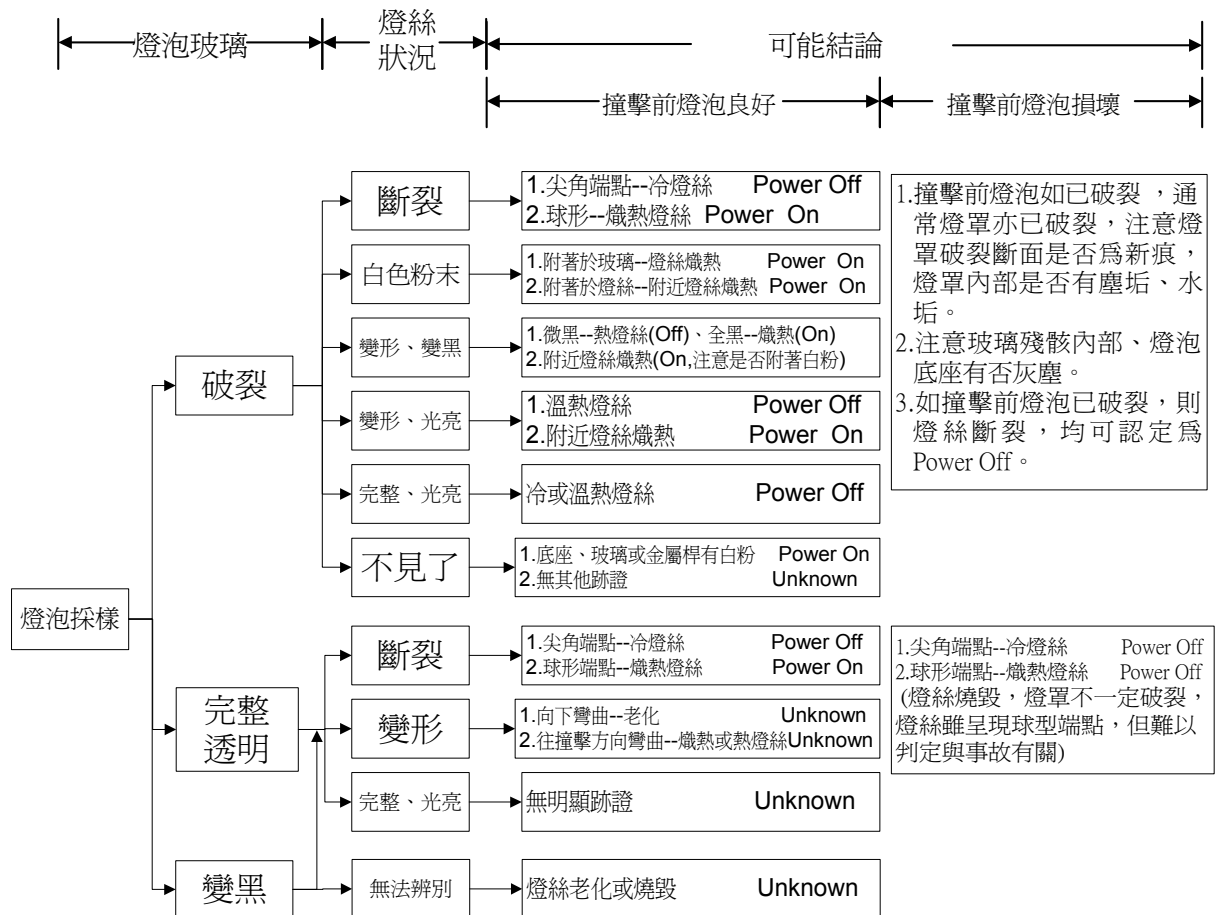 燈泡玻璃
燈絲
狀況
可能結論
撞擊前燈泡良好
撞擊前燈泡損壞
斷裂
1.尖角端點--冷燈絲 Power Off
2.球形--熾熱燈絲 Power On
白色粉末
1.附著於玻璃--燈絲熾熱 Power On
2.附著於燈絲--附近燈絲熾熱 Power On
變形、變黑
1.微黑--熱燈絲(Off)、全黑--熾熱(On)
2.附近燈絲熾熱(On,注意是否附著白粉)
破裂
變形、光亮
1.溫熱燈絲 Power Off
2.附近燈絲熾熱 Power On
完整、光亮
冷或溫熱燈絲 Power Off
不見了
1.底座、玻璃或金屬桿有白粉 Power On
2.無其他跡證 Unknown
1.撞擊前燈泡如已破裂 ，通
常燈罩亦已破裂，注意燈
罩破裂斷面是否為新痕，
燈罩內部是否有塵垢、水
垢。
2.注意玻璃殘骸內部、燈泡
底座有否灰塵。
3.如撞擊前燈泡已破裂，則
燈絲斷裂，均可認定為
Power Off。
燈泡採樣
斷裂
1.尖角端點--冷燈絲 Power Off
2.球形端點--熾熱燈絲 Power On
完整
透明
變形
1.向下彎曲--老化 Unknown
2.往撞擊方向彎曲--熾熱或熱燈絲Unknown
完整、光亮
無明顯跡證 Unknown
1.尖角端點--冷燈絲 Power Off
2.球形端點--熾熱燈絲 Power Off
(燈絲燒毀，燈罩不一定破裂，
燈絲雖呈現球型端點，但難以
判定與事故有關)
變黑
無法辨別
燈絲老化或燒毀 Unknown